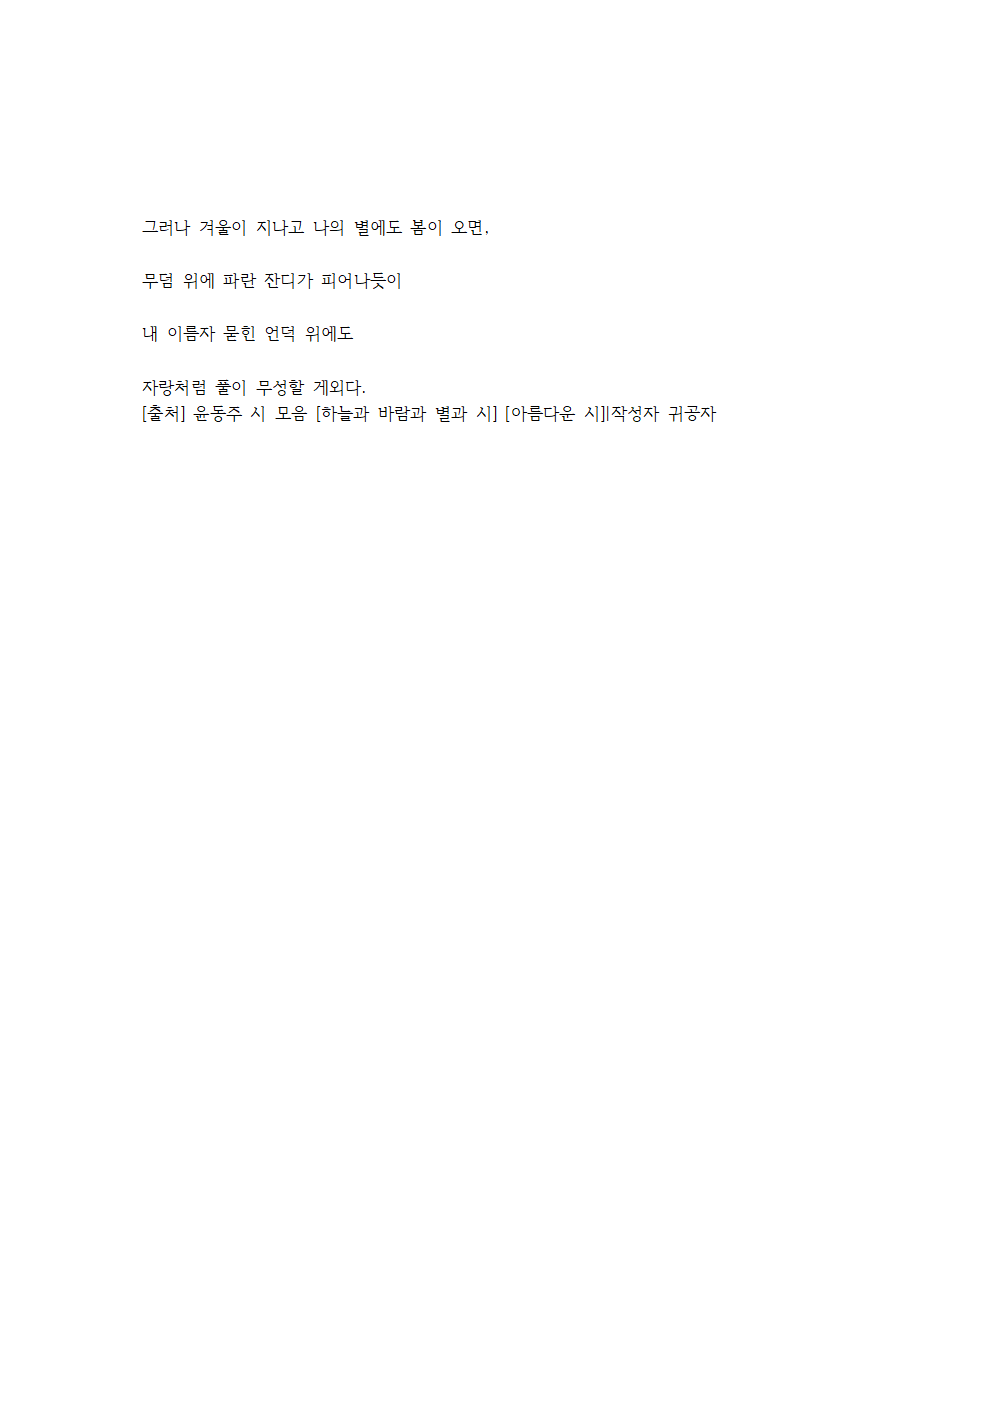 그러나 겨울이 지나고 나의 별에도 봄이 오면,
무덤 위에 파란 잔디가 피어나듯이
내 이름자 묻힌 언덕 위에도
자랑처럼 풀이 무성할 게외다.
[출처] 윤동주 시 모음 [하늘과 바람과 별과 시] [아름다운 시]|작성자 귀공자